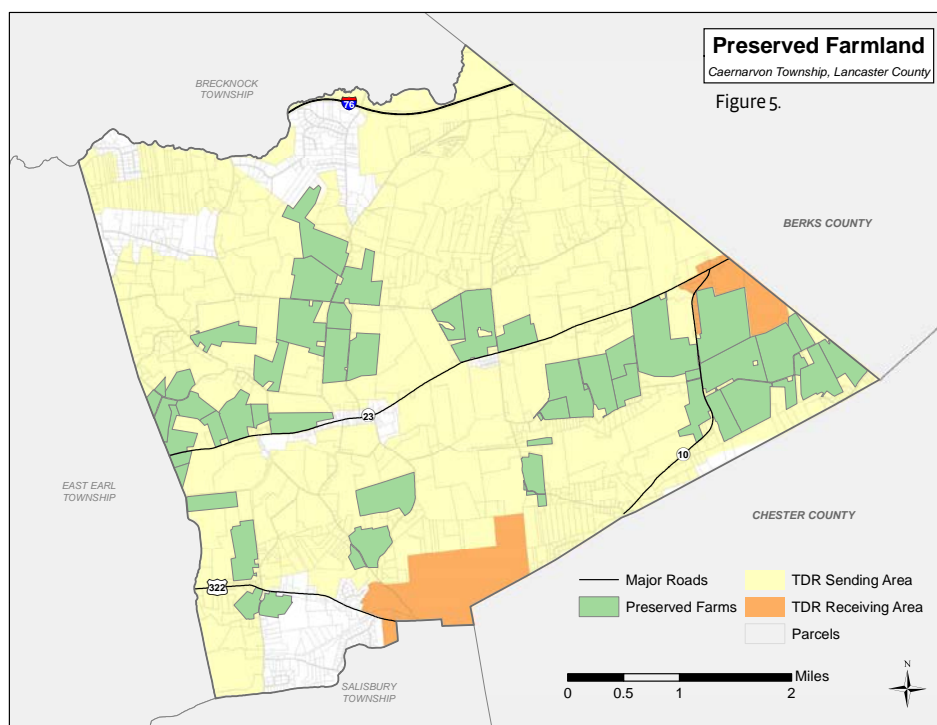 Preserved Farmland
Caernarvon Township, Lancaster County
Figure 5.
BRECKNOCK
TOWNSHIP
76
BERKS COUNTY
23
10
EAST EARL
TOWNSHIP
CHESTER COUNTY
322
Major Roads
Preserved Farms
TDR Sending Area
TDR Receiving Area
Parcels
Miles
0 0.5 1 2
N
SALISBURY
TOWNSHIP